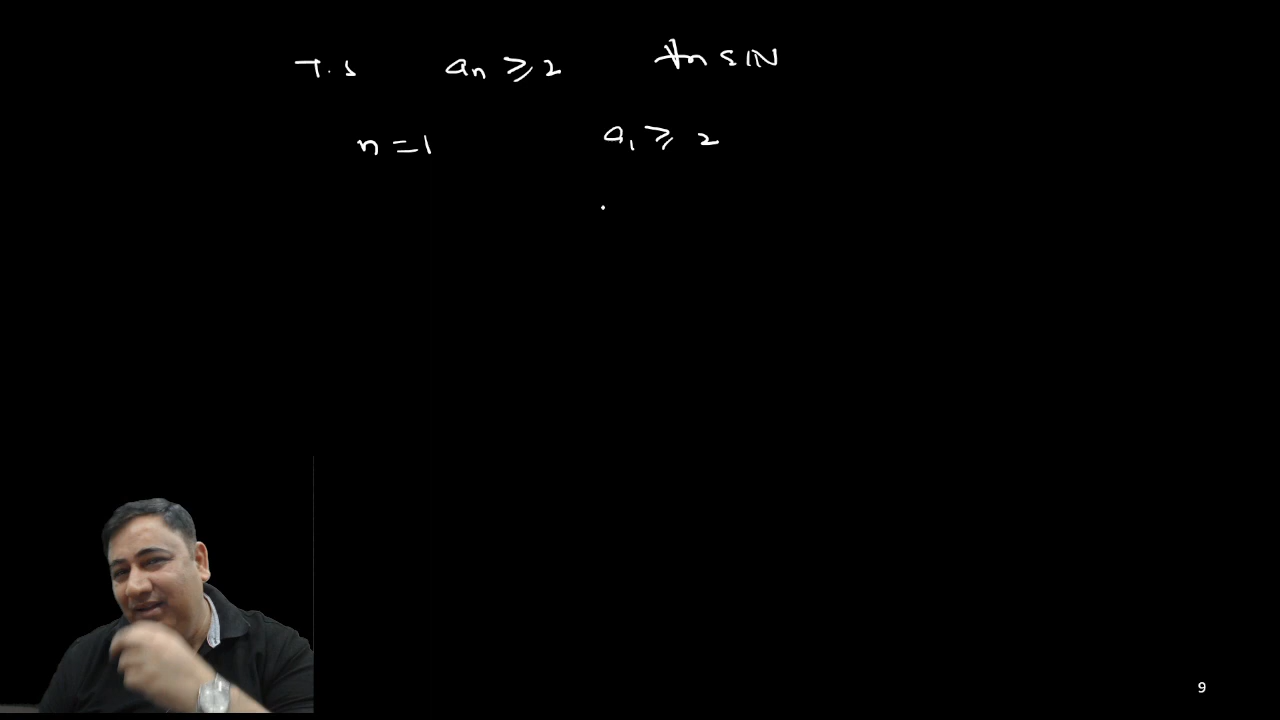 T.S aₙ ⩾ 2 ∀n ∈ ℕ
n = 1 a₁ ⩾ 2
9